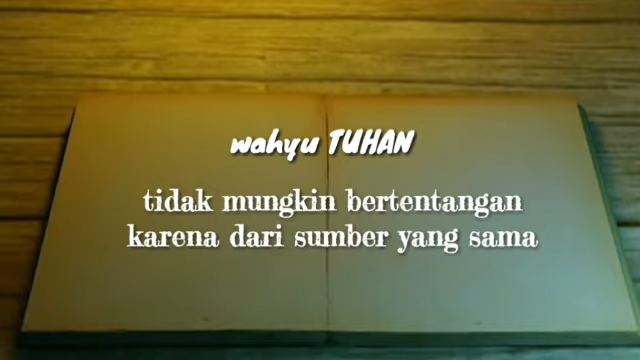 wahyu TUHAN
tidak mungkin bertentangan
karena dari sumber yang sama